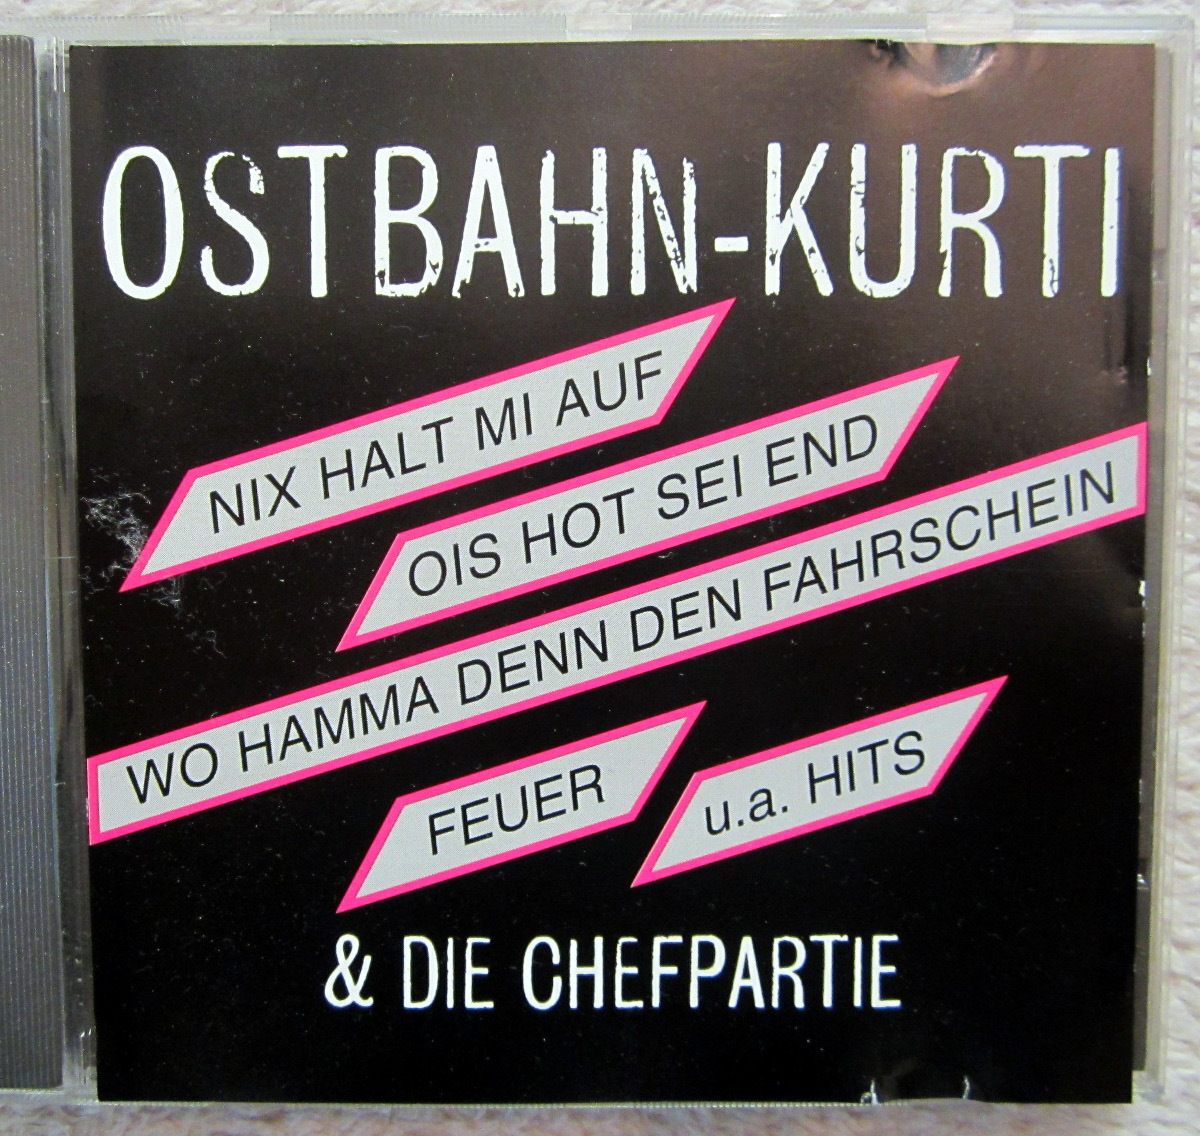 OSTBAHN-KURTI
NIX HALT MI AUF
OIS HOT SEI END
WO HAMMA DENN DEN FAHRSCHEIN
FEUER
u.a. HITS
& DIE CHEFPARTIE